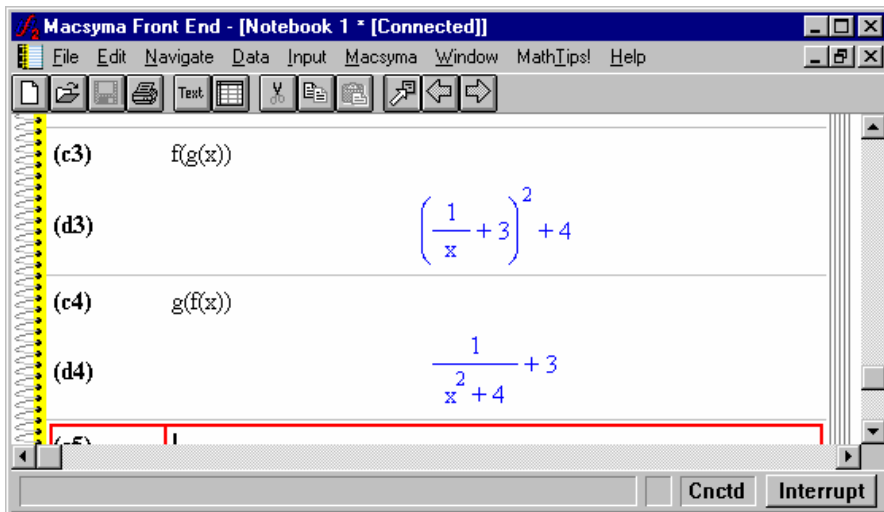 Macsyma Front End - [Notebook 1 * [Connected]]
File Edit Navigate Data Input Macsyma Window MathTips! Help
Text
(c3) f(g(x))
(d3) (1/x + 3)^2 + 4
(c4) g(f(x))
(d4) 1/(x^2 + 4) + 3
Cnctd Interrupt